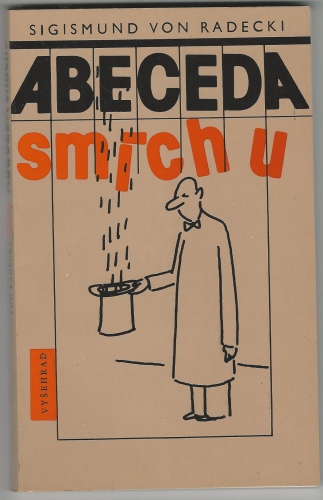 SIGISMUND VON RADECKI
ABECEDA
smíchu
VYŠEHRAD